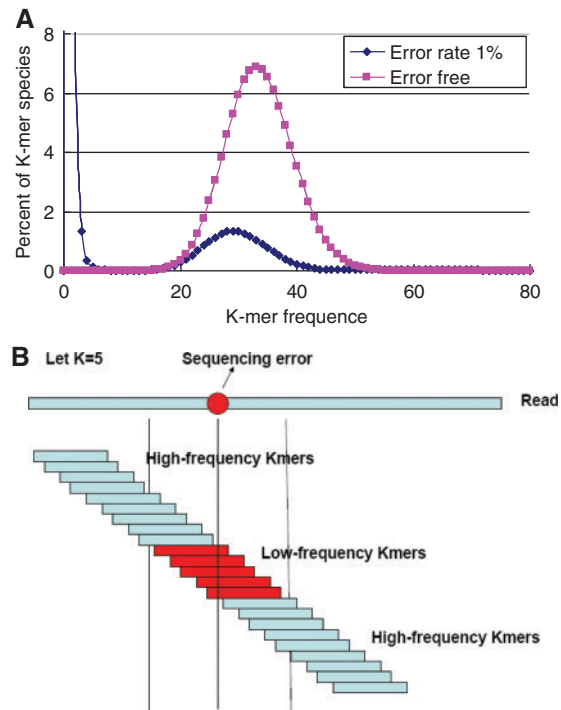 A
8
6
4
2
0
Percent of K-mer species
Error rate 1%
Error free
0 20 40 60 80
K-mer frequence
B
Let K=5
Sequencing error
Read
High-frequency Kmers
Low-frequency Kmers
High-frequency Kmers